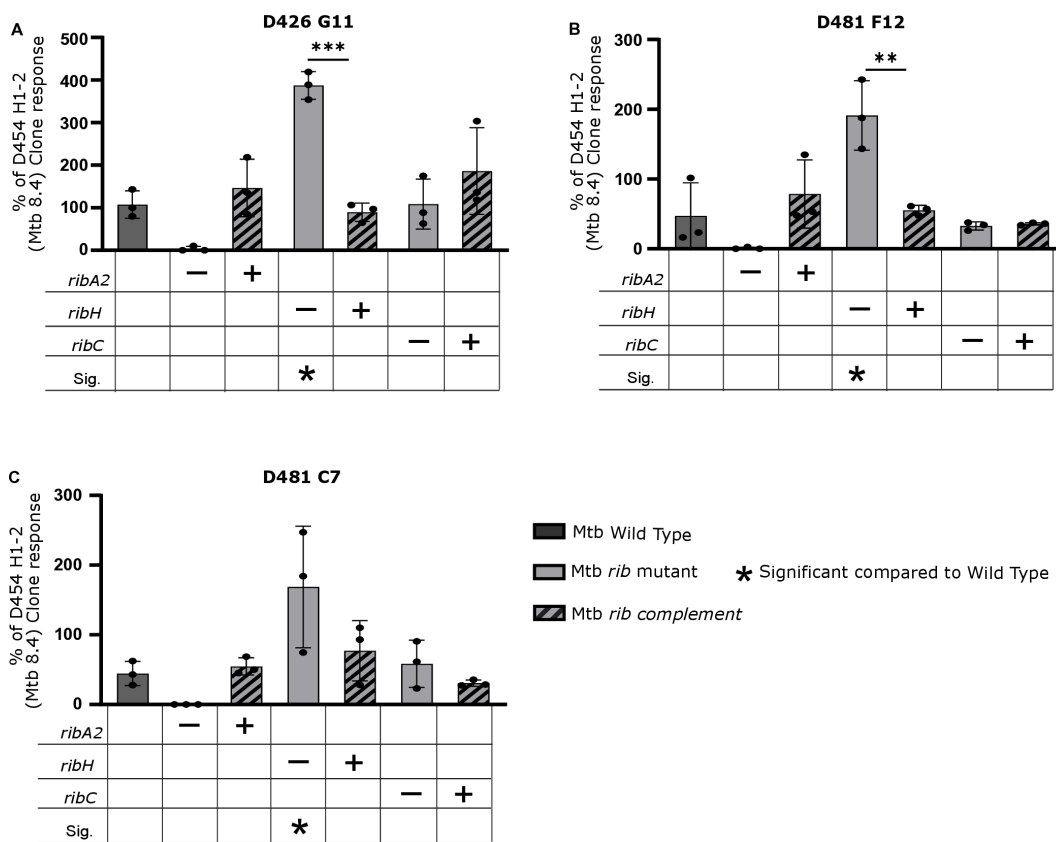 A
D426 G11
% of D454 H1-2
(Mtb 8.4) Clone response
500
400
300
200
100
0
***
ribA2 — +
ribH — +
ribC — +
Sig. *
B
D481 F12
% of D454 H1-2
(Mtb 8.4) Clone response
300
200
100
0
**
ribA2 — +
ribH — +
ribC — +
Sig. *
C
D481 C7
% of D454 H1-2
(Mtb 8.4) Clone response
300
200
100
0
ribA2 — +
ribH — +
ribC — +
Sig. *
Mtb Wild Type
Mtb rib mutant
* Significant compared to Wild Type
Mtb rib complement